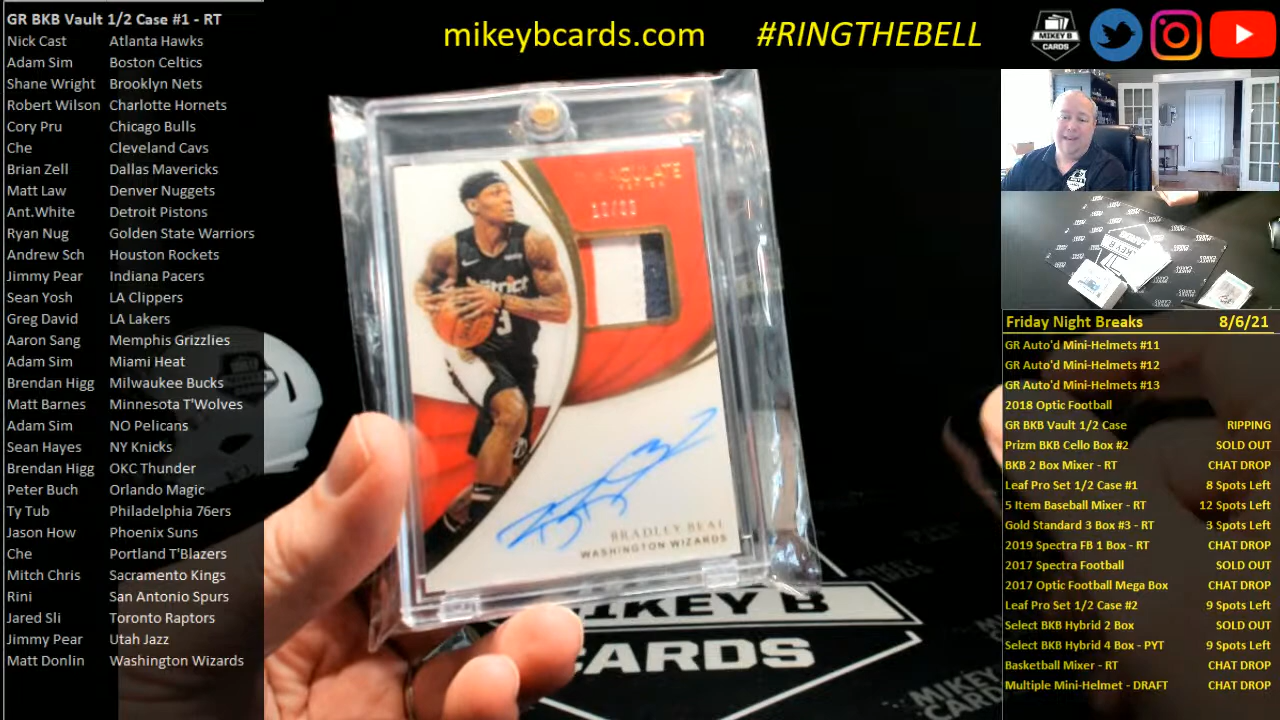 GR BKB Vault 1/2 Case #1 - RT
Nick Cast Atlanta Hawks
Adam Sim Boston Celtics
Shane Wright Brooklyn Nets
Robert Wilson Charlotte Hornets
Cory Pru Chicago Bulls
Che Cleveland Cavs
Brian Zell Dallas Mavericks
Matt Law Denver Nuggets
Ant.White Detroit Pistons
Ryan Nug Golden State Warriors
Andrew Sch Houston Rockets
Jimmy Pear Indiana Pacers
Sean Yosh LA Clippers
Greg David LA Lakers
Aaron Sang Memphis Grizzlies
Adam Sim Miami Heat
Brendan Higg Milwaukee Bucks
Matt Barnes Minnesota T'Wolves
Adam Sim NO Pelicans
Sean Hayes NY Knicks
Brendan Higg OKC Thunder
Peter Buch Orlando Magic
Ty Tub Philadelphia 76ers
Jason How Phoenix Suns
Che Portland T'Blazers
Mitch Chris Sacramento Kings
Rini San Antonio Spurs
Jared Sli Toronto Raptors
Jimmy Pear Utah Jazz
Matt Donlin Washington Wizards
mikeybcards.com #RINGTHEBELL
MIKEY B
CARDS
IMMACULATE
BRADLEY BEAL
WASHINGTON WIZARDS
MIKEY B
CARDS
Friday Night Breaks 8/6/21
GR Auto'd Mini-Helmets #11
GR Auto'd Mini-Helmets #12
GR Auto'd Mini-Helmets #13
2018 Optic Football
GR BKB Vault 1/2 Case RIPPING
Prizm BKB Cello Box #2 SOLD OUT
BKB 2 Box Mixer - RT CHAT DROP
Leaf Pro Set 1/2 Case #1 8 Spots Left
5 Item Baseball Mixer - RT 12 Spots Left
Gold Standard 3 Box #3 - RT 3 Spots Left
2019 Spectra FB 1 Box - RT CHAT DROP
2017 Spectra Football SOLD OUT
2017 Optic Football Mega Box CHAT DROP
Leaf Pro Set 1/2 Case #2 9 Spots Left
Select BKB Hybrid 2 Box SOLD OUT
Select BKB Hybrid 4 Box - PYT 9 Spots Left
Basketball Mixer - RT CHAT DROP
Multiple Mini-Helmet - DRAFT CHAT DROP